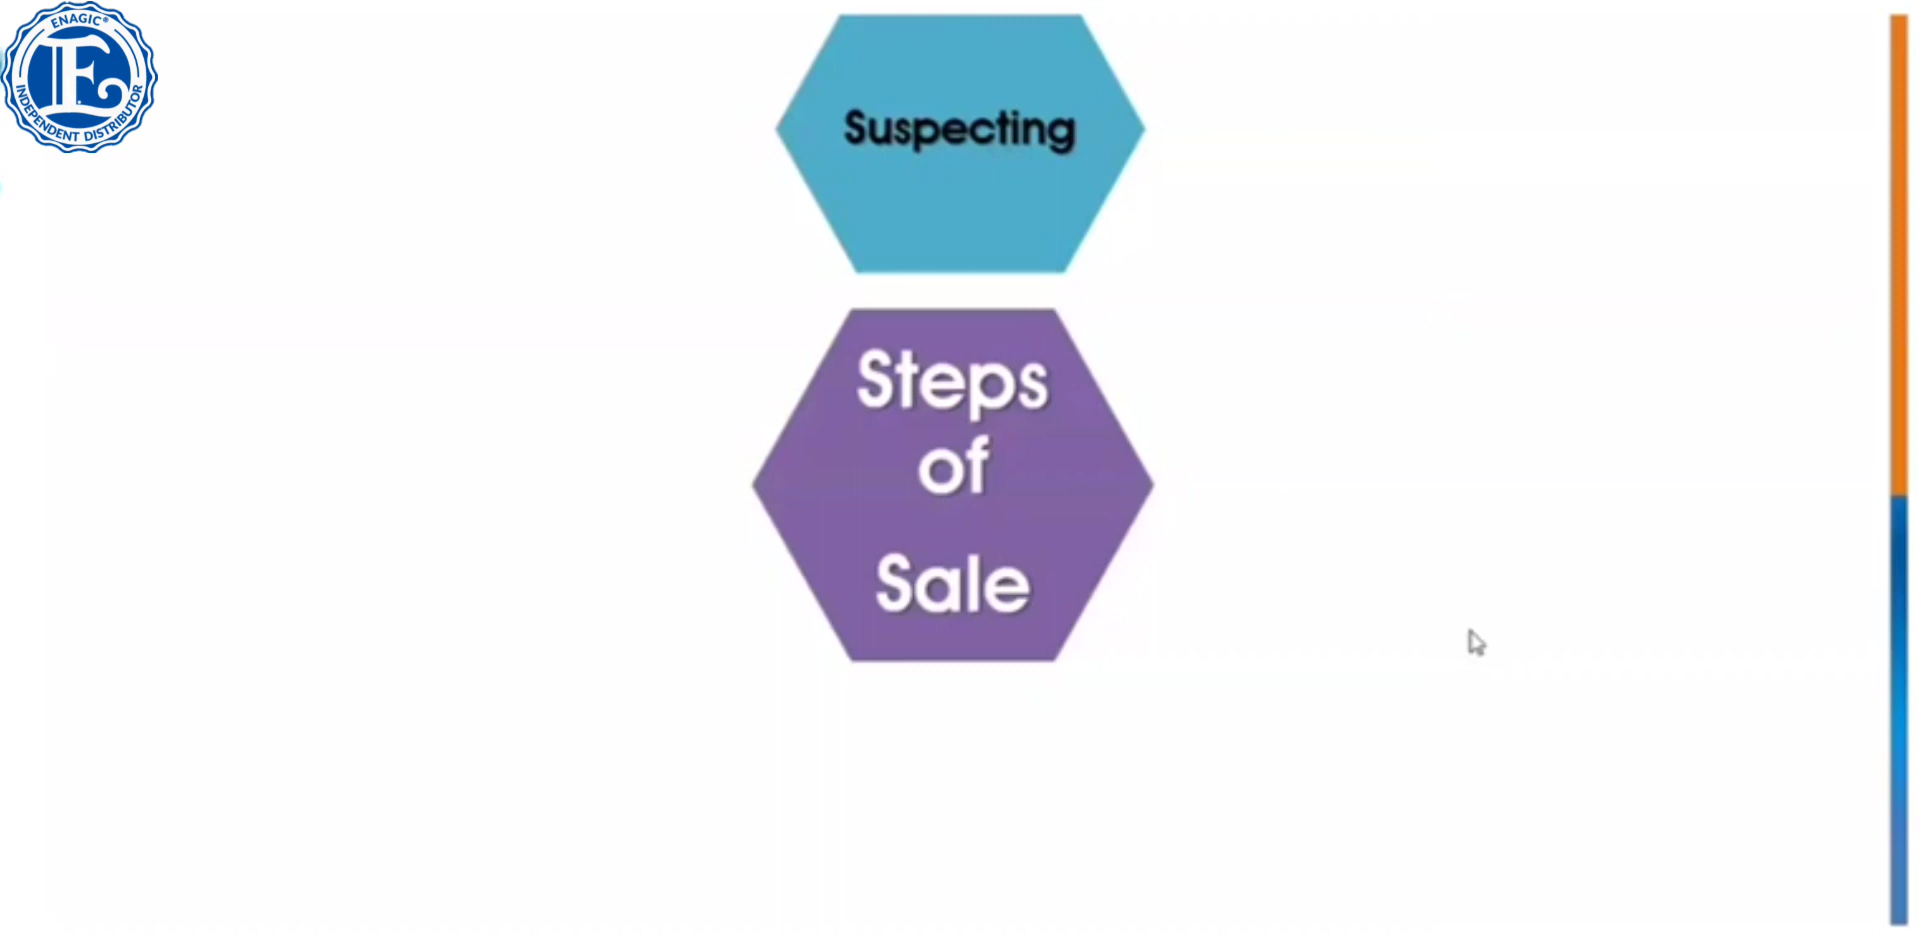 ENAGIC®
E
INDEPENDENT DISTRIBUTOR
Suspecting
Steps
of
Sale